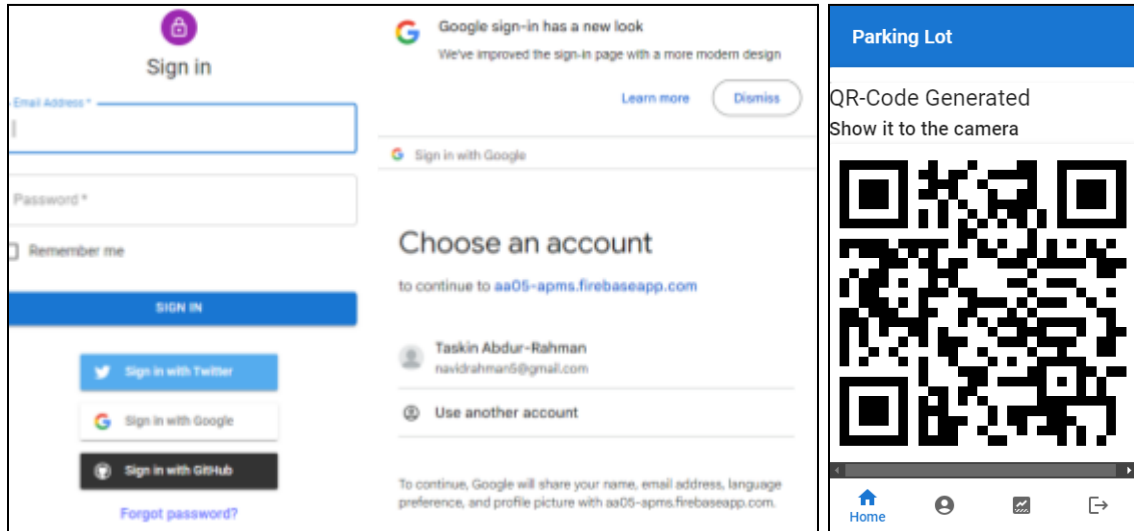 Sign in
Email Address *
Password *
Remember me
SIGN IN
Sign in with Twitter
Sign in with Google
Sign in with GitHub
Forgot password?
Google sign-in has a new look
We've improved the sign-in page with a more modern design
Learn more
Dismiss
Sign in with Google
Choose an account
to continue to aa05-apms.firebaseapp.com
Taskin Abdur-Rahman
navidrahman5@gmail.com
Use another account
To continue, Google will share your name, email address, language
preference, and profile picture with aa05-apms.firebaseapp.com.
Parking Lot
QR-Code Generated
Show it to the camera
Home